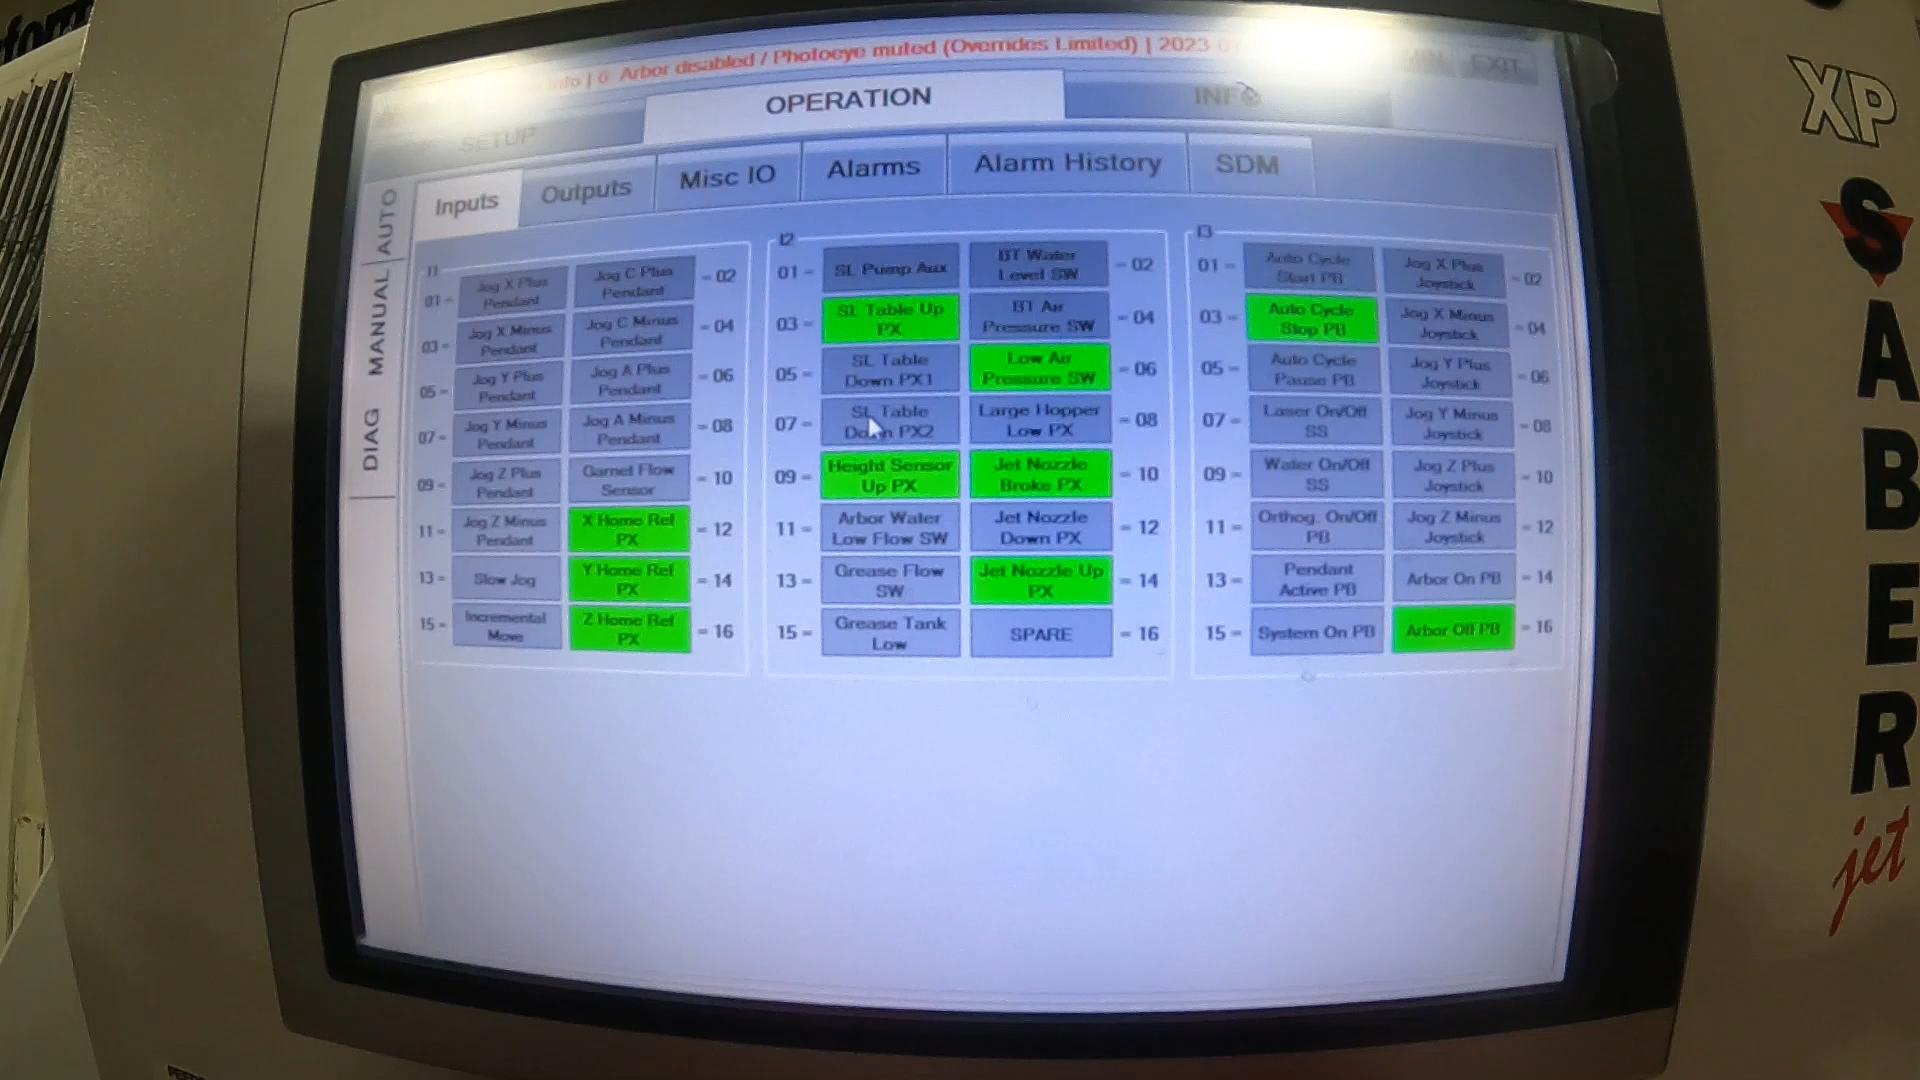 Info | 6 Arbor disabled / Photoeye muted (Overrides Limited) | 2023
EXIT
SETUP
OPERATION
INFO
Inputs
Outputs
Misc IO
Alarms
Alarm History
SDM
AUTO
MANUAL
DIAG
I1
01 - Jog X Plus Pendant
Jog C Plus Pendant - 02
03 - Jog X Minus Pendant
Jog C Minus Pendant - 04
05 - Jog Y Plus Pendant
Jog A Plus Pendant - 06
07 - Jog Y Minus Pendant
Jog A Minus Pendant - 08
09 - Jog Z Plus Pendant
Garnet Flow Sensor - 10
11 - Jog Z Minus Pendant
X Home Ref PX - 12
13 - Slow Jog
Y Home Ref PX - 14
15 - Incremental Move
Z Home Ref PX - 16
I2
01 - SL Pump Aux
BT Water Level SW - 02
03 - SL Table Up PX
BT Air Pressure SW - 04
05 - SL Table Down PX1
Low Air Pressure SW - 06
07 - SL Table Down PX2
Large Hopper Low PX - 08
09 - Height Sensor Up PX
Jet Nozzle Broke PX - 10
11 - Arbor Water Low Flow SW
Jet Nozzle Down PX - 12
13 - Grease Flow SW
Jet Nozzle Up PX - 14
15 - Grease Tank Low
SPARE - 16
I3
01 - Auto Cycle Start PB
Jog X Plus Joystick - 02
03 - Auto Cycle Stop PB
Jog X Minus Joystick - 04
05 - Auto Cycle Pause PB
Jog Y Plus Joystick - 06
07 - Laser On/Off SS
Jog Y Minus Joystick - 08
09 - Water On/Off SS
Jog Z Plus Joystick - 10
11 - Orthog. On/Off PB
Jog Z Minus Joystick - 12
13 - Pendant Active PB
Arbor On PB - 14
15 - System On PB
Arbor Off PB - 16
XP
SABER
jet